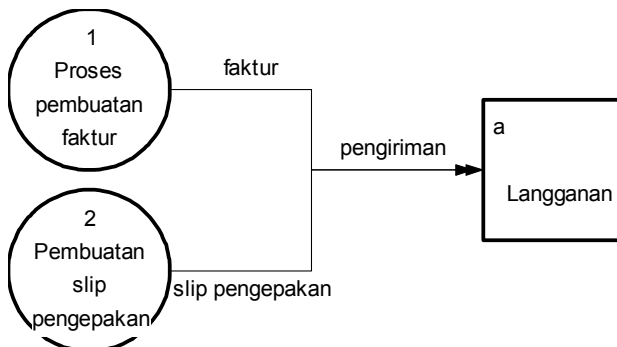 1
Proses
pembuatan
faktur
faktur
pengiriman
a
Langganan
2
Pembuatan
slip
pengepakan
slip pengepakan